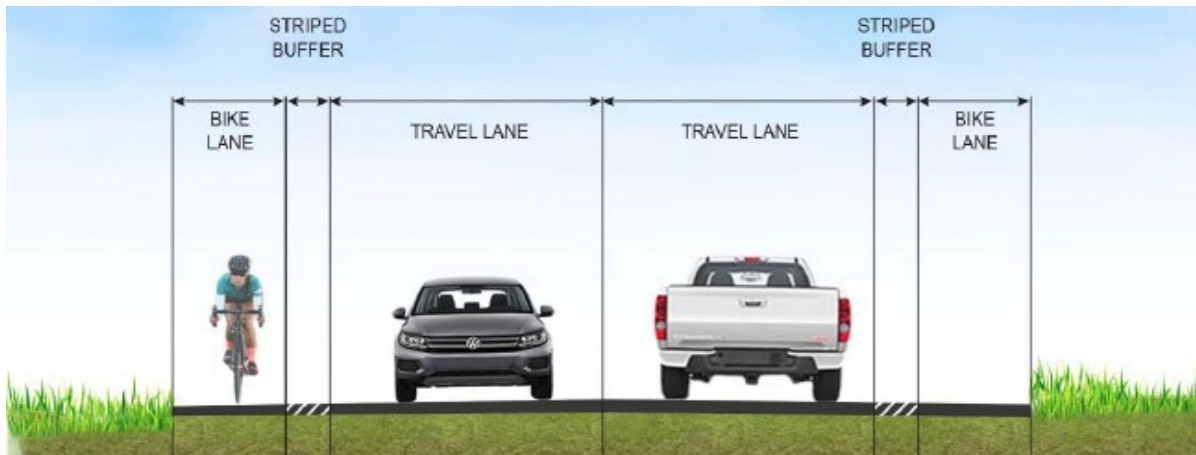 STRIPED
BUFFER
STRIPED
BUFFER
BIKE
LANE
TRAVEL LANE
TRAVEL LANE
BIKE
LANE